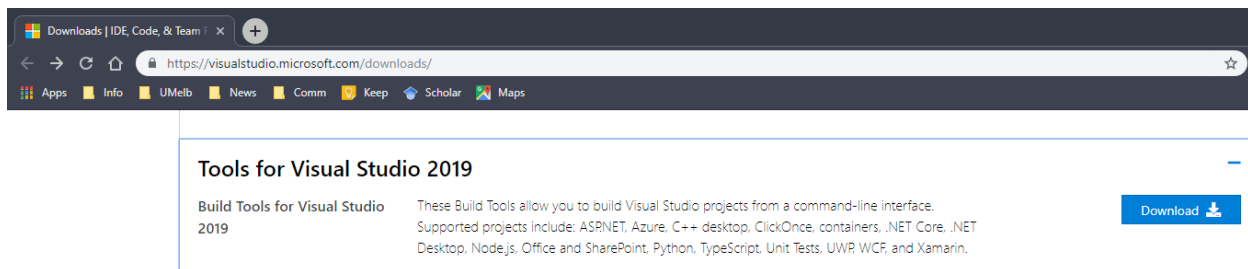 Downloads | IDE, Code, & Team
https://visualstudio.microsoft.com/downloads/
Apps Info UMelb News Comm Keep Scholar Maps
Tools for Visual Studio 2019
Build Tools for Visual Studio
2019
These Build Tools allow you to build Visual Studio projects from a command-line interface.
Supported projects include: ASP.NET, Azure, C++ desktop, ClickOnce, containers, .NET Core, .NET
Desktop, Node.js, Office and SharePoint, Python, TypeScript, Unit Tests, UWP, WCF, and Xamarin.
Download